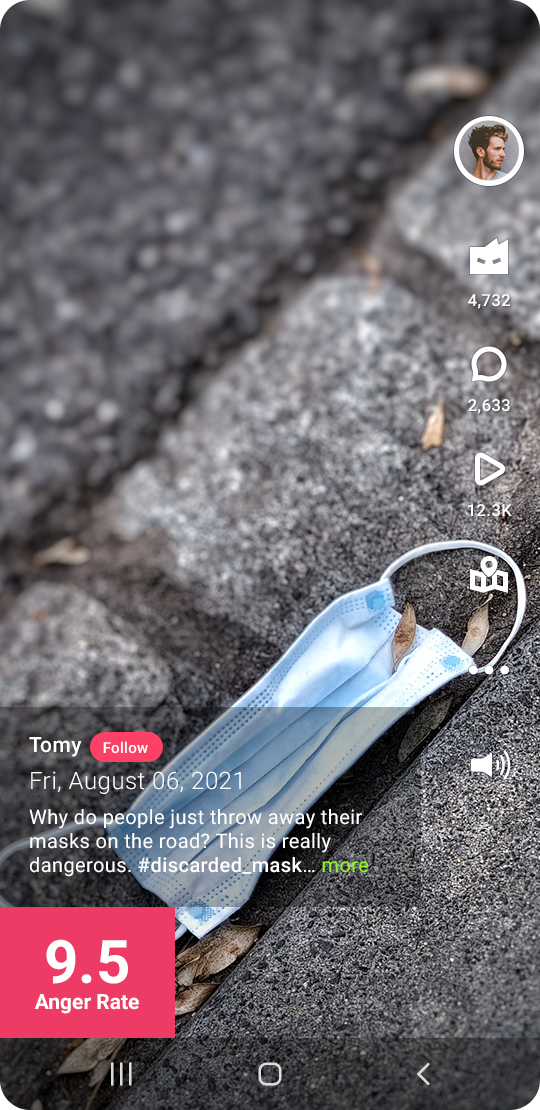 4,732
2,633
12.3K
Tomy Follow
Fri, August 06, 2021
Why do people just throw away their
masks on the road? This is really
dangerous. #discarded_mask... more
9.5
Anger Rate